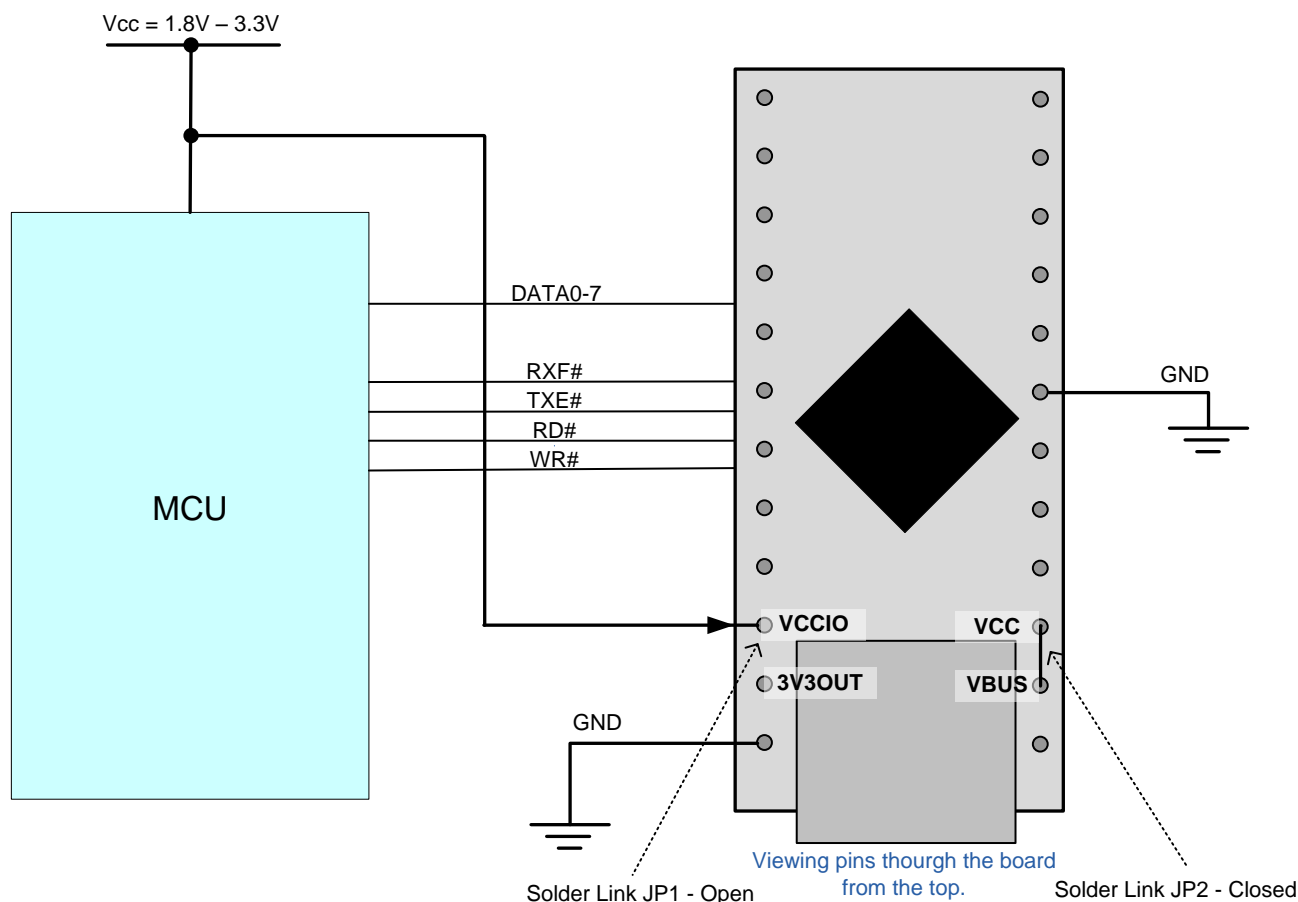 Vcc = 1.8V – 3.3V
DATA0-7
RXF#
TXE#
RD#
WR#
MCU
GND
VCCIO
VCC
3V3OUT
VBUS
GND
Viewing pins thourgh the board
from the top.
Solder Link JP1 - Open
Solder Link JP2 - Closed